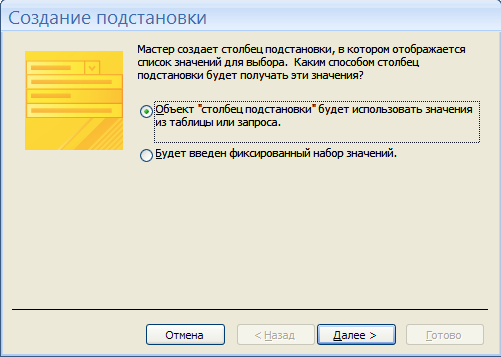 Создание подстановки
Мастер создает столбец подстановки, в котором отображается
список значений для выбора.  Каким способом столбец
подстановки будет получать эти значения?
Объект "столбец подстановки" будет использовать значения
из таблицы или запроса.
Будет введен фиксированный набор значений.
Отмена
< Назад
Далее >
Готово